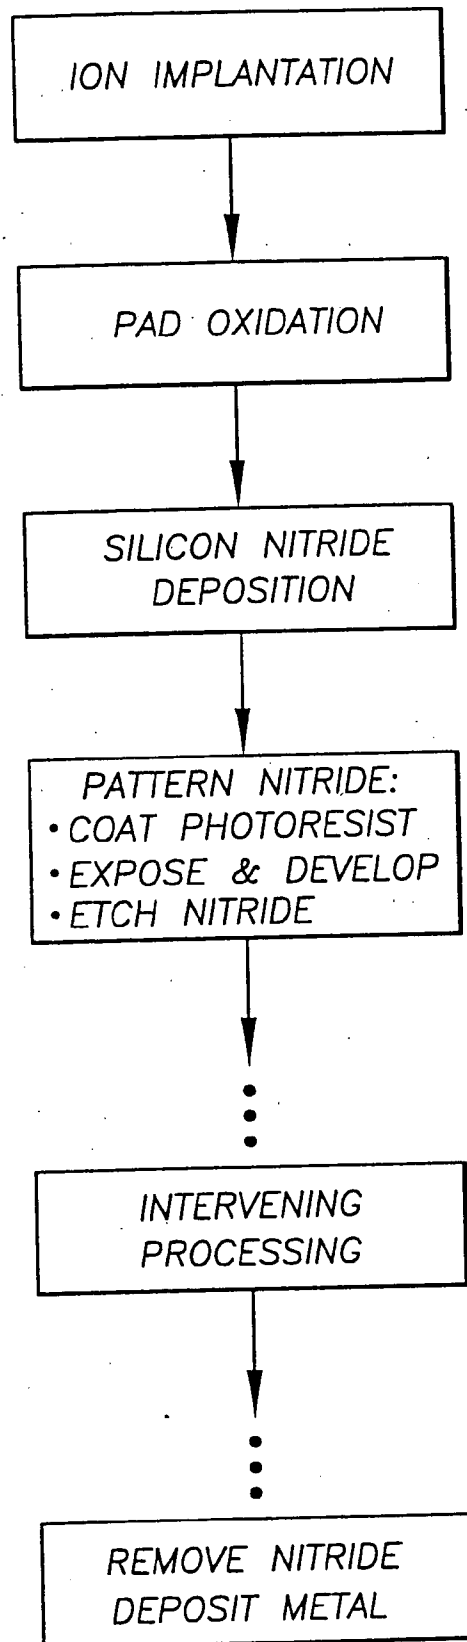 ION IMPLANTATION
PAD OXIDATION
SILICON NITRIDE
DEPOSITION
PATTERN NITRIDE:
• COAT PHOTORESIST
• EXPOSE & DEVELOP
• ETCH NITRIDE
INTERVENING
PROCESSING
REMOVE NITRIDE
DEPOSIT METAL